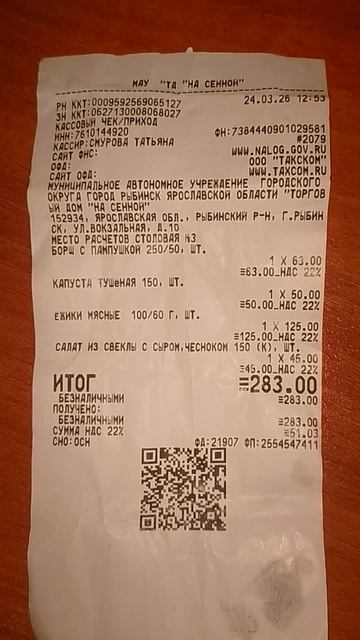 МАУ "ТД "НА СЕННОЙ"
РН ККТ:0009592569065127 24.03.26 12:53
ЗН ККТ:0627130008068027
КАССОВЫЙ ЧЕК/ПРИХОД ФН:7384440901029581
ИНН:7610144920 #2079
КАССИР:СМУРОВА ТАТЬЯНА
САЙТ ФНС: WWW.NALOG.GOV.RU
ОФД: ООО "ТАКСКОМ"
САЙТ ОФД: WWW.TAXCOM.RU
МУНИЦИПАЛЬНОЕ АВТОНОМНОЕ УЧРЕЖДЕНИЕ ГОРОДСКОГО
ОКРУГА ГОРОД РЫБИНСК ЯРОСЛАВСКОЙ ОБЛАСТИ "ТОРГОВ
ЫЙ ДОМ "НА СЕННОЙ"
152934, ЯРОСЛАВСКАЯ ОБЛ., РЫБИНСКИЙ Р-Н, Г.РЫБИН
СК, УЛ.ВОКЗАЛЬНАЯ, Д.10
МЕСТО РАСЧЕТОВ СТОЛОВАЯ №3
БОРЩ С ПАМПУШКОЙ 250/50, ШТ.
1 X 63.00
=63.00_НДС 22%
КАПУСТА ТУШЕНАЯ 150, ШТ.
1 X 50.00
=50.00_НДС 22%
ЕЖИКИ МЯСНЫЕ 100/60 Г, ШТ.
1 X 125.00
=125.00_НДС 22%
САЛАТ ИЗ СВЕКЛЫ С СЫРОМ,ЧЕСНОКОМ 150 (К), ШТ.
1 X 45.00
=45.00_НДС 22%
ИТОГ =283.00
БЕЗНАЛИЧНЫМИ =283.00
ПОЛУЧЕНО:
БЕЗНАЛИЧНЫМИ =283.00
СУММА НДС 22% =51.03
СНО:ОСН ФД:21907 ФП:2554547411